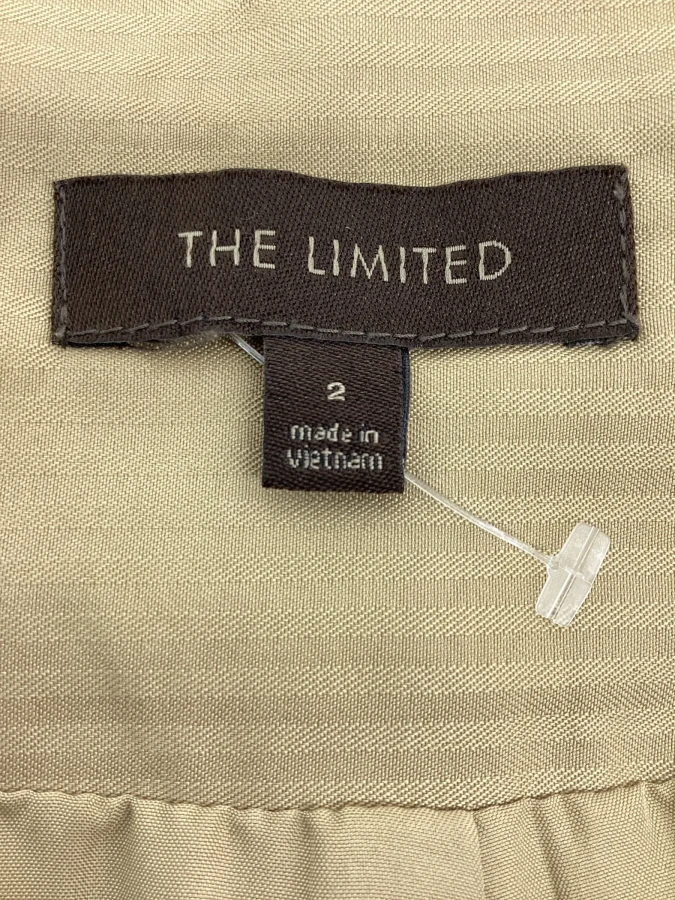 THE LIMITED
2
made in
vietnam